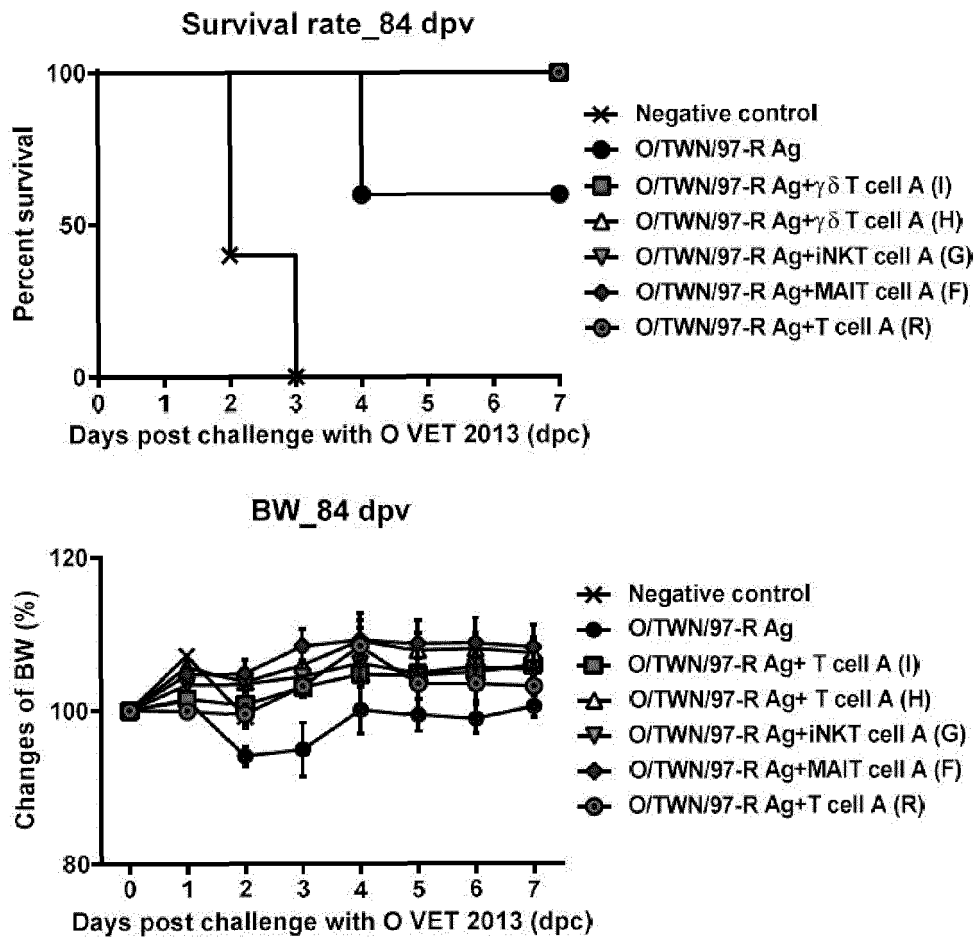 Survival rate_84 dpv
100
50
0
Percent survival
0 1 2 3 4 5 6 7
Days post challenge with O VET 2013 (dpc)
Negative control
O/TWN/97-R Ag
O/TWN/97-R Ag+γδ T cell A (I)
O/TWN/97-R Ag+γδ T cell A (H)
O/TWN/97-R Ag+iNKT cell A (G)
O/TWN/97-R Ag+MAIT cell A (F)
O/TWN/97-R Ag+T cell A (R)
BW_84 dpv
120
100
80
Changes of BW (%)
0 1 2 3 4 5 6 7
Days post challenge with O VET 2013 (dpc)
Negative control
O/TWN/97-R Ag
O/TWN/97-R Ag+ T cell A (I)
O/TWN/97-R Ag+ T cell A (H)
O/TWN/97-R Ag+iNKT cell A (G)
O/TWN/97-R Ag+MAIT cell A (F)
O/TWN/97-R Ag+T cell A (R)